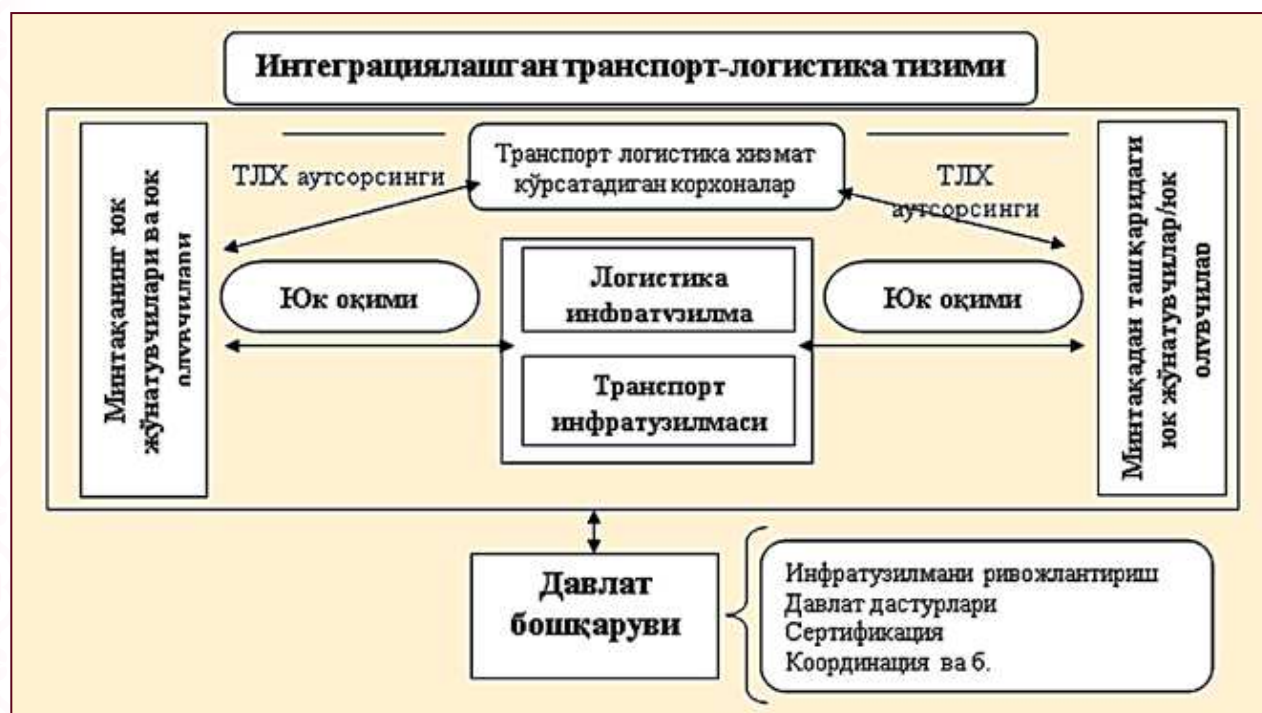 Интеграциялашган транспорт-логистика тизими
Минтақанинг юк
жўнатувчилари ва юк
олувчилари
ТЛХ аутсорсинги
Транспорт логистика хизмат
кўрсатадиган корхоналар
ТЛХ
аутсорсинги
Юк оқими
Логистика
инфратузилма
Транспорт
инфратузилмаси
Юк оқими
Минтақадан ташқаридаги
юк жўнатувчилар/юк
олувчилар
Давлат
бошқаруви
Инфратузилмани ривожлантириш
Давлат дастурлари
Сертификация
Координация ва б.